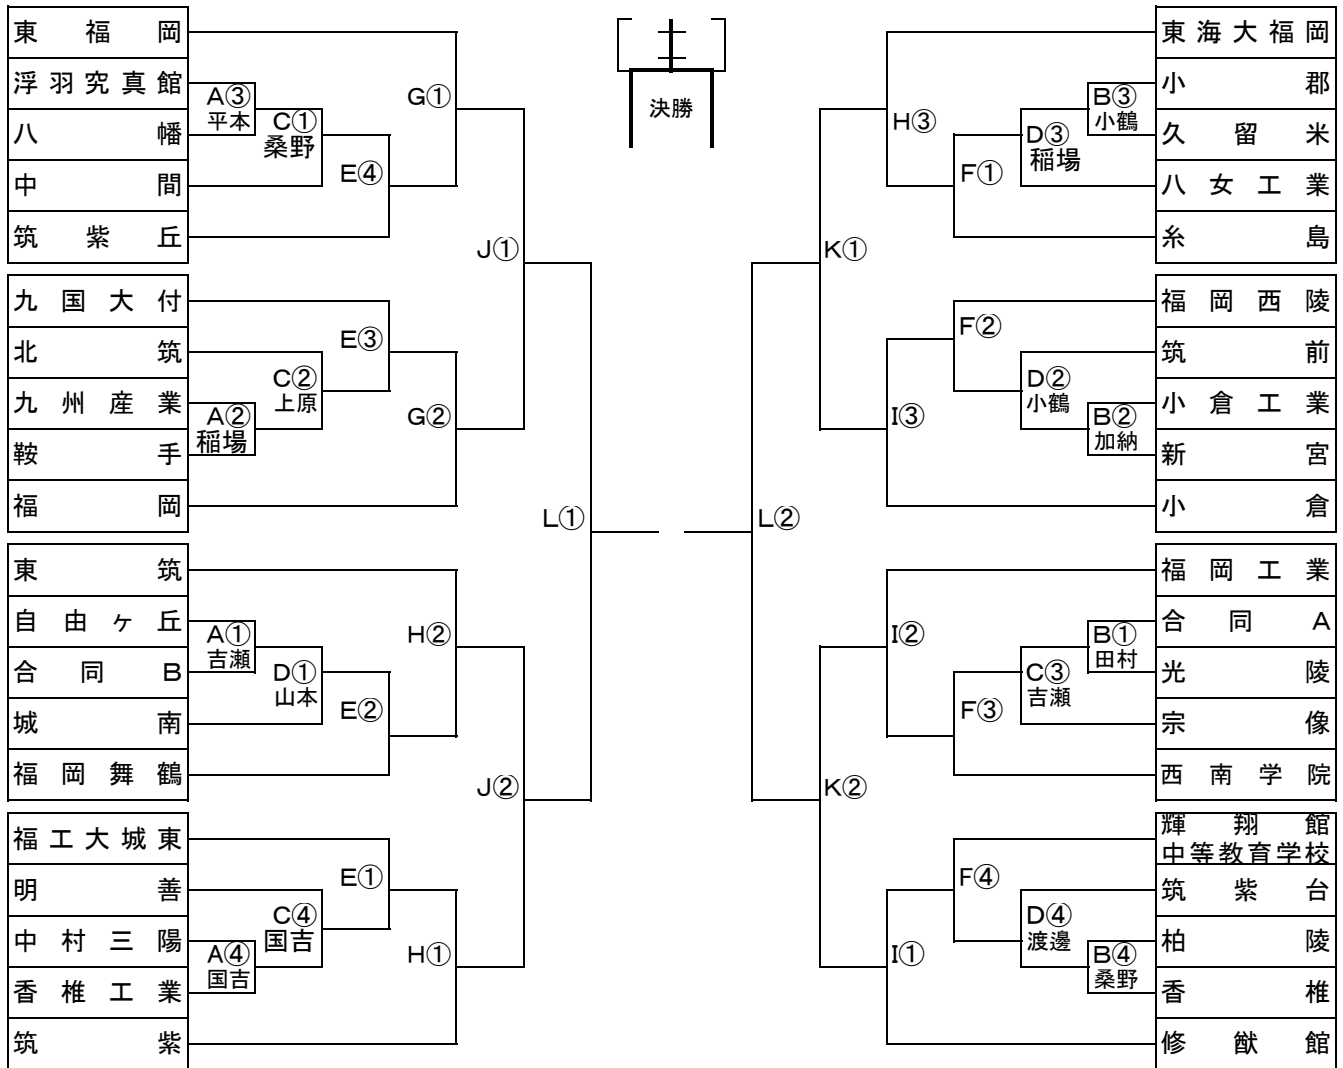 東福岡
浮羽究真館
八幡
中間
筑紫丘
九国大付
北筑
九州産業
鞍手
福岡
東筑
自由ヶ丘
合同B
城南
福岡舞鶴
福工大城東
明善
中村三陽
香椎工業
筑紫
A③
平本
C①
桑野
E④
G①
J①
E③
C②
上原
A②
稲場
G②
L①
A①
吉瀬
D①
山本
H②
E②
J②
E①
C④
国吉
A④
国吉
H①
決勝
H③
B③
小鶴
D③
稲場
F①
K①
F②
D②
小鶴
B②
加納
I③
L②
I②
B①
田村
C③
吉瀬
F③
K②
F④
D④
渡邊
B④
桑野
I①
東海大福岡
小郡
久留米
八女工業
糸島
福岡西陵
筑前
小倉工業
新宮
小倉
福岡工業
合同A
光陵
宗像
西南学院
輝翔館
中等教育学校
筑紫台
柏陵
香椎
修猷館